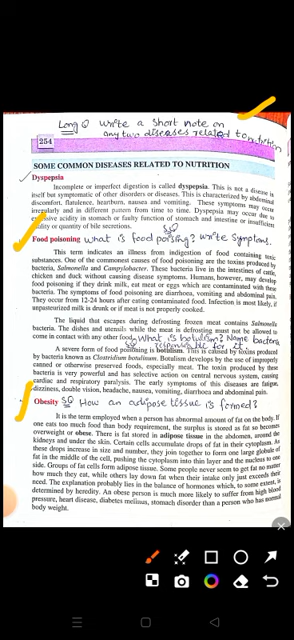 Long Q write a short note on
any two diseases related to nutrition
254
SOME COMMON DISEASES RELATED TO NUTRITION
Dyspepsia
Incomplete or imperfect digestion is called dyspepsia. This is not a disease in
itself but symptomatic of other disorders or diseases. This is characterized by abdominal
discomfort, flatulence, hearburn, nausea and vomiting. These symptoms may occur
irregularly and in different pattern from time to time. Dyspepsia may occur due to
excessive acidity in stomach or faulty function of stomach and intestine or insufficient
quality or quantity of bile secretions.
SQ
Food poisoning What is food poising? Write Symptoms.
This term indicates an illness from indigestion of food containing toxic
substances. One of the commonest causes of food poisoning are the toxins produced by
bacteria, Salmonella and Campylobacter. These bacteria live in the intestines of cattle,
chicken and duck without causing disease symptoms. Humans, however, may develop
food poisoning if they drink milk, eat meat or eggs which are contaminated with these
bacteria. The symptoms of food poisoning are diarrhoea, vomiting and abdominal pain.
They occur from 12-24 hours after eating contaminated food. Infection is most likely, if
unpasteurized milk is drunk or if meat is not properly cooked.
The liquid that escapes during defrosting frozen meat contains Salmonella
bacteria. The dishes and utensils while the meat is defrosting must not be allowed to
come in contact with any other food. What is botulism? Name bacteria
responsible for it.
A severe form of food poisoning is botulism. This is caused by toxins produced
by bacteria known as Clostridium botulinum. Botulism develops by the use of improperly
canned or otherwise preserved foods, especially meat. The toxin produced by these
bacteria is very powerful and has selective action on central nervous system, causing
cardiac and respiratory paralysis. The early symptoms of this diseases are fatigue,
dizziness, double vision, headache, nausea, vomiting, diarrhoea and abdominal pain.
Obesity SQ How an adipose tissue is formed?
It is the term employed when a person has abnormal amount of fat on the body. If
one eats too much food than body requirement, the surplus is stored as fat so becomes
overweight or obese. There is fat stored in adipose tissue in the abdomen, around the
kidneys and under the skin. Certain cells accumulate drops of fat in their cytoplasm. As
these drops increase in size and number, they join together to form one large globule of
fat in the middle of the cell, pushing the cytoplasm into thin layer and the nucleus to one
side. Groups of fat cells form adipose tissue. Some people never seem to get fat no matter
how much they eat, while others lay down fat when their intake only just exceeds their
need. The explanation probably lies in the balance of hormones which, to some extent, is
determined by heredity. An obese person is much more likely to suffer from high blood
pressure, heart disease, diabetes mellisus, stomach disorder than a person who has normal
body weight.